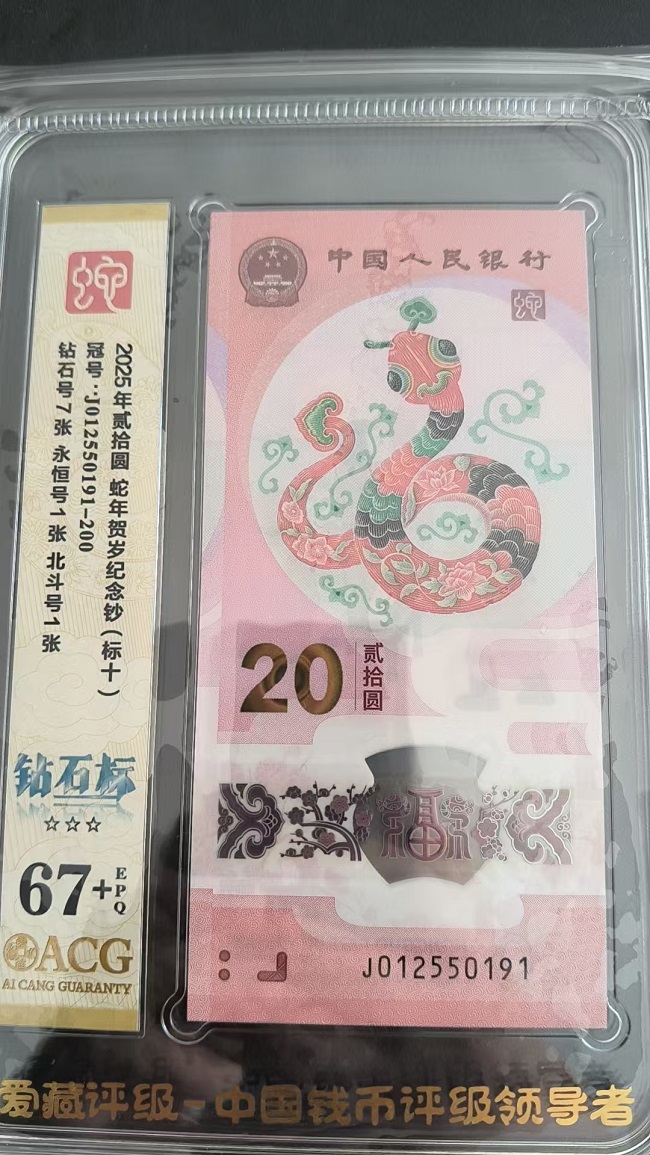 蛇
2025年贰拾圆 蛇年贺岁纪念钞（标十）
冠号·J012550191-200
钻石号7张 永恒号1张 北斗号1张
钻石标
☆☆☆
67+EPQ
ACG
AI CANG GUARANTY
中国人民银行
蛇
20 贰拾圆
福
J012550191
爱藏评级-中国钱币评级领导者